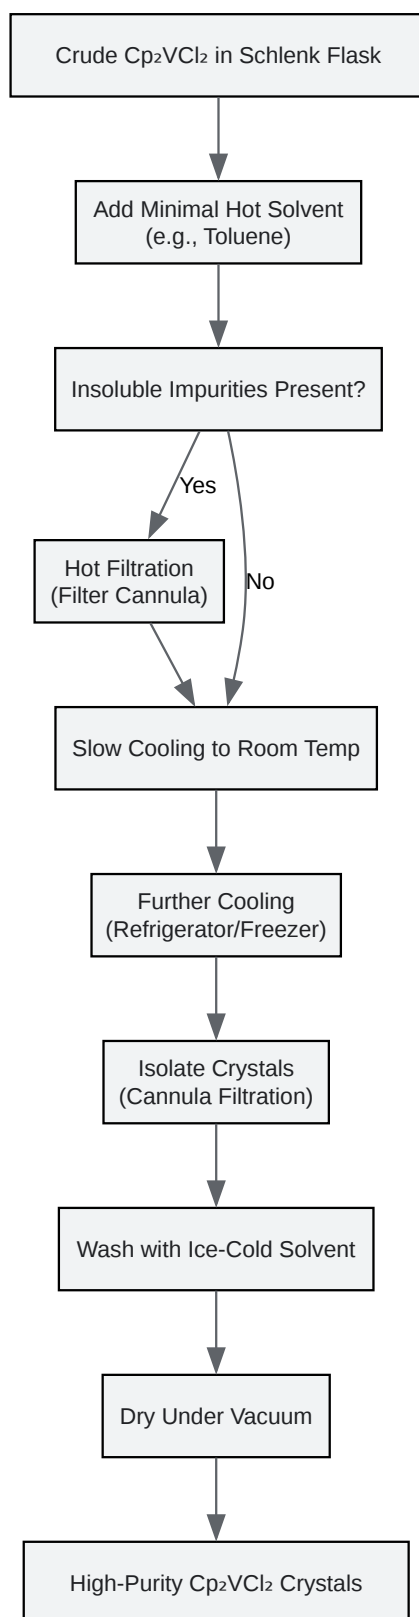 Crude Cp₂VCl₂ in Schlenk Flask
Add Minimal Hot Solvent
(e.g., Toluene)
Insoluble Impurities Present?
Yes
Hot Filtration
(Filter Cannula)
No
Slow Cooling to Room Temp
Further Cooling
(Refrigerator/Freezer)
Isolate Crystals
(Cannula Filtration)
Wash with Ice-Cold Solvent
Dry Under Vacuum
High-Purity Cp₂VCl₂ Crystals